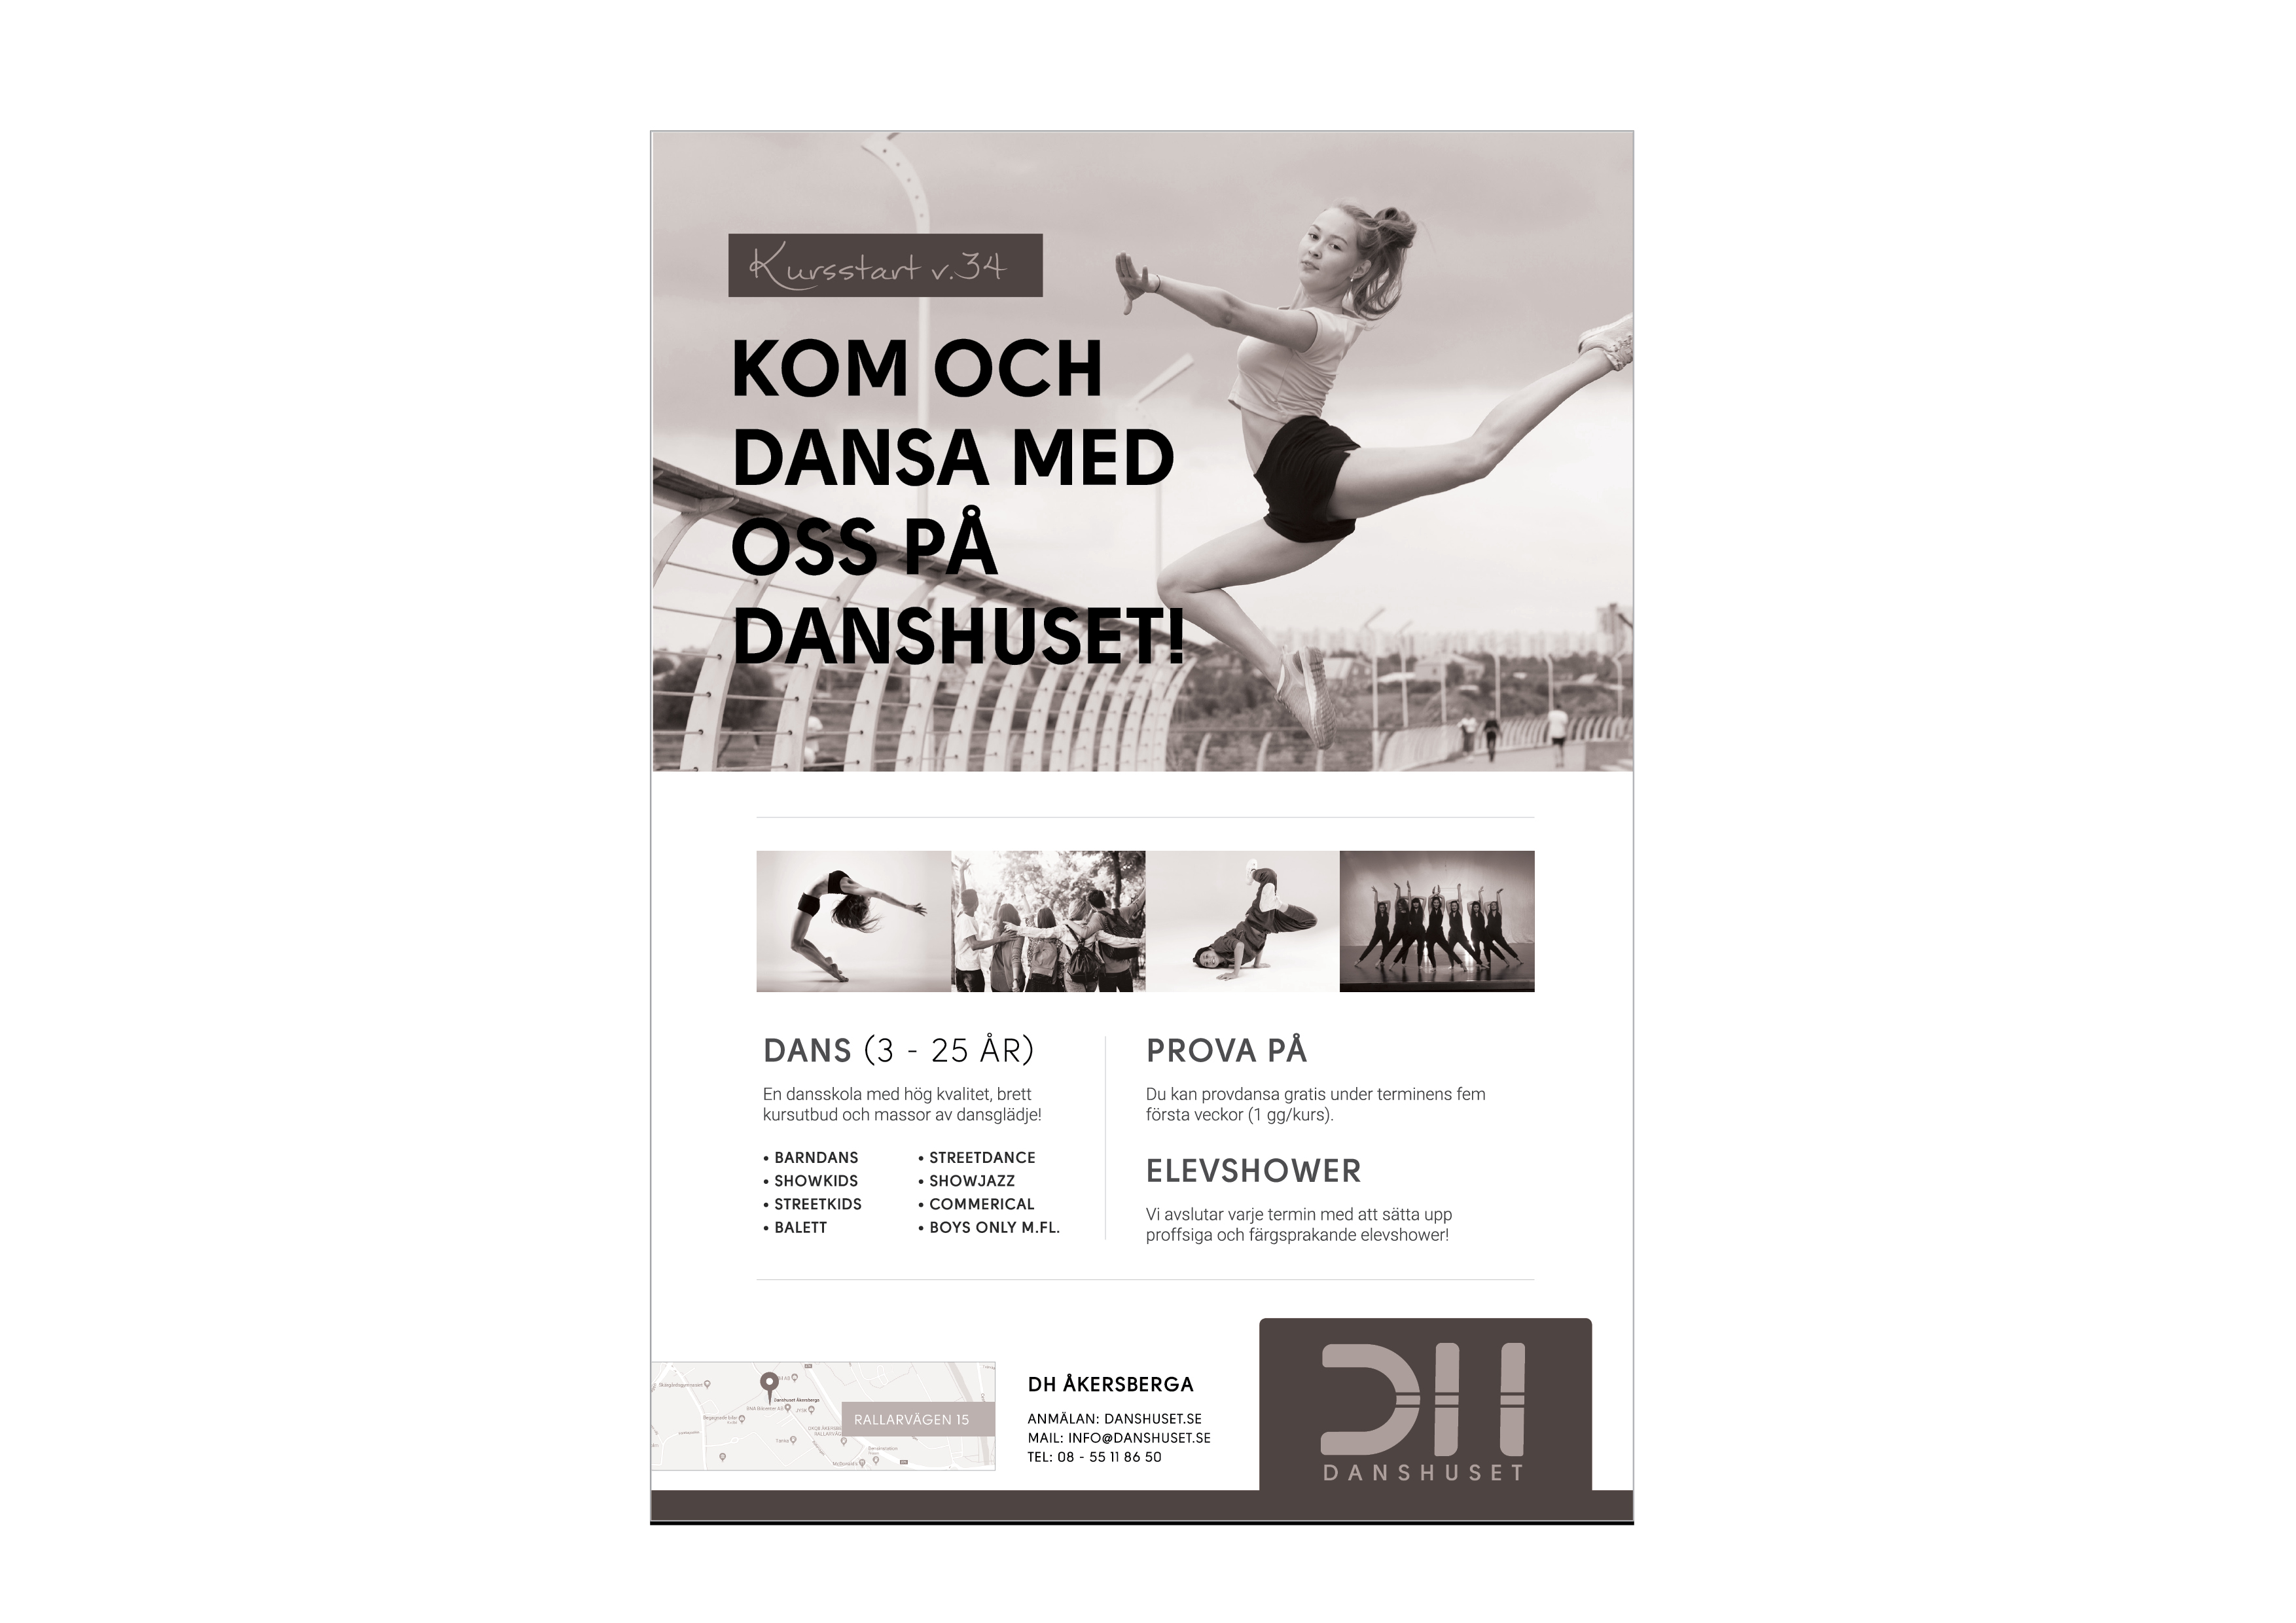 Kursstart v.34
KOM OCH
DANSA MED
OSS PÅ
DANSHUSET!
DANS (3 - 25 ÅR)
En dansskola med hög kvalitet, brett
kursutbud och massor av dansglädje!
• BARNDANS
• SHOWKIDS
• STREETKIDS
• BALETT
• STREETDANCE
• SHOWJAZZ
• COMMERICAL
• BOYS ONLY M.FL.
PROVA PÅ
Du kan provdansa gratis under terminens fem
första veckor (1 gg/kurs).
ELEVSHOWER
Vi avslutar varje termin med att sätta upp
proffsiga och färgsprakande elevshower!
Danshuset Åkersberga
McDonald's
RALLARVÄGEN 15
DH ÅKERSBERGA
ANMÄLAN: DANSHUSET.SE
MAIL: INFO@DANSHUSET.SE
TEL: 08 - 55 11 86 50
DH
DANSHUSET